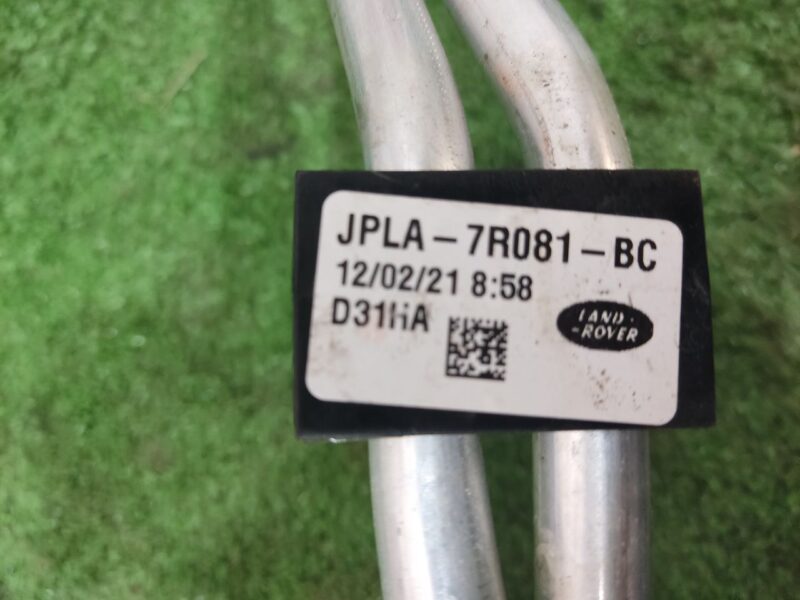 JPLA-7R081-BC
12/02/21 8:58
D31HA
LAND-
-ROVER